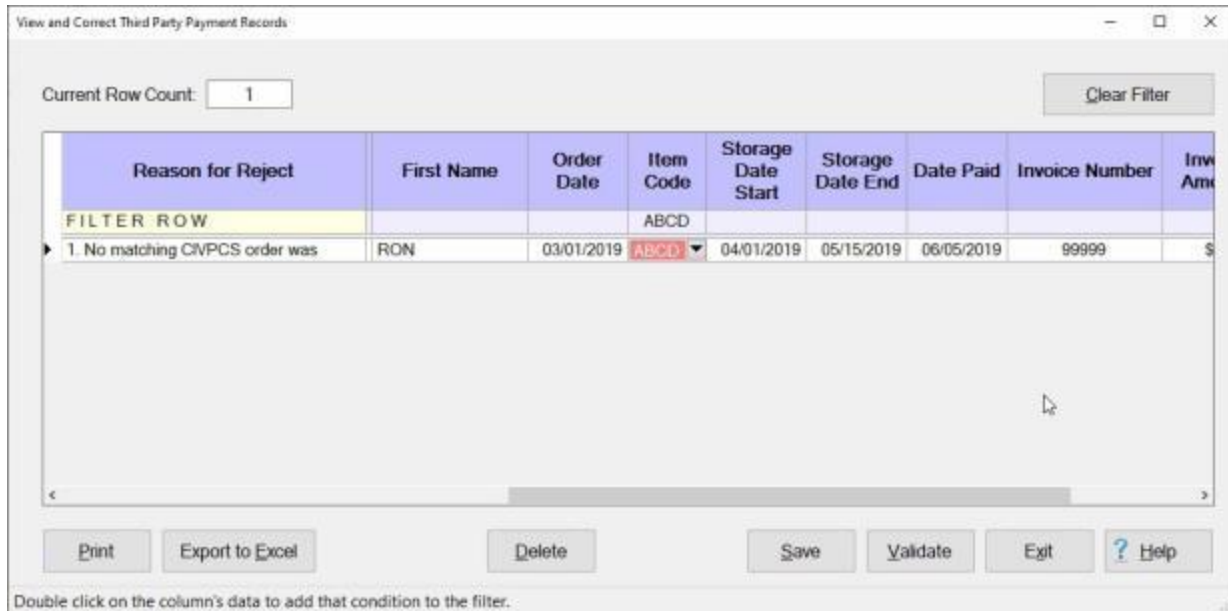 View and Correct Third Party Payment Records
Current Row Count: 1
Clear Filter
Reason for Reject First Name Order Date Item Code Storage Date Start Storage Date End Date Paid Invoice Number
FILTER ROW ABCD
1. No matching CIVPCS order was RON 03/01/2019 ABCD 04/01/2019 05/15/2019 06/05/2019 99999 $
Print Export to Excel Delete Save Validate Exit ? Help
Double click on the column's data to add that condition to the filter.